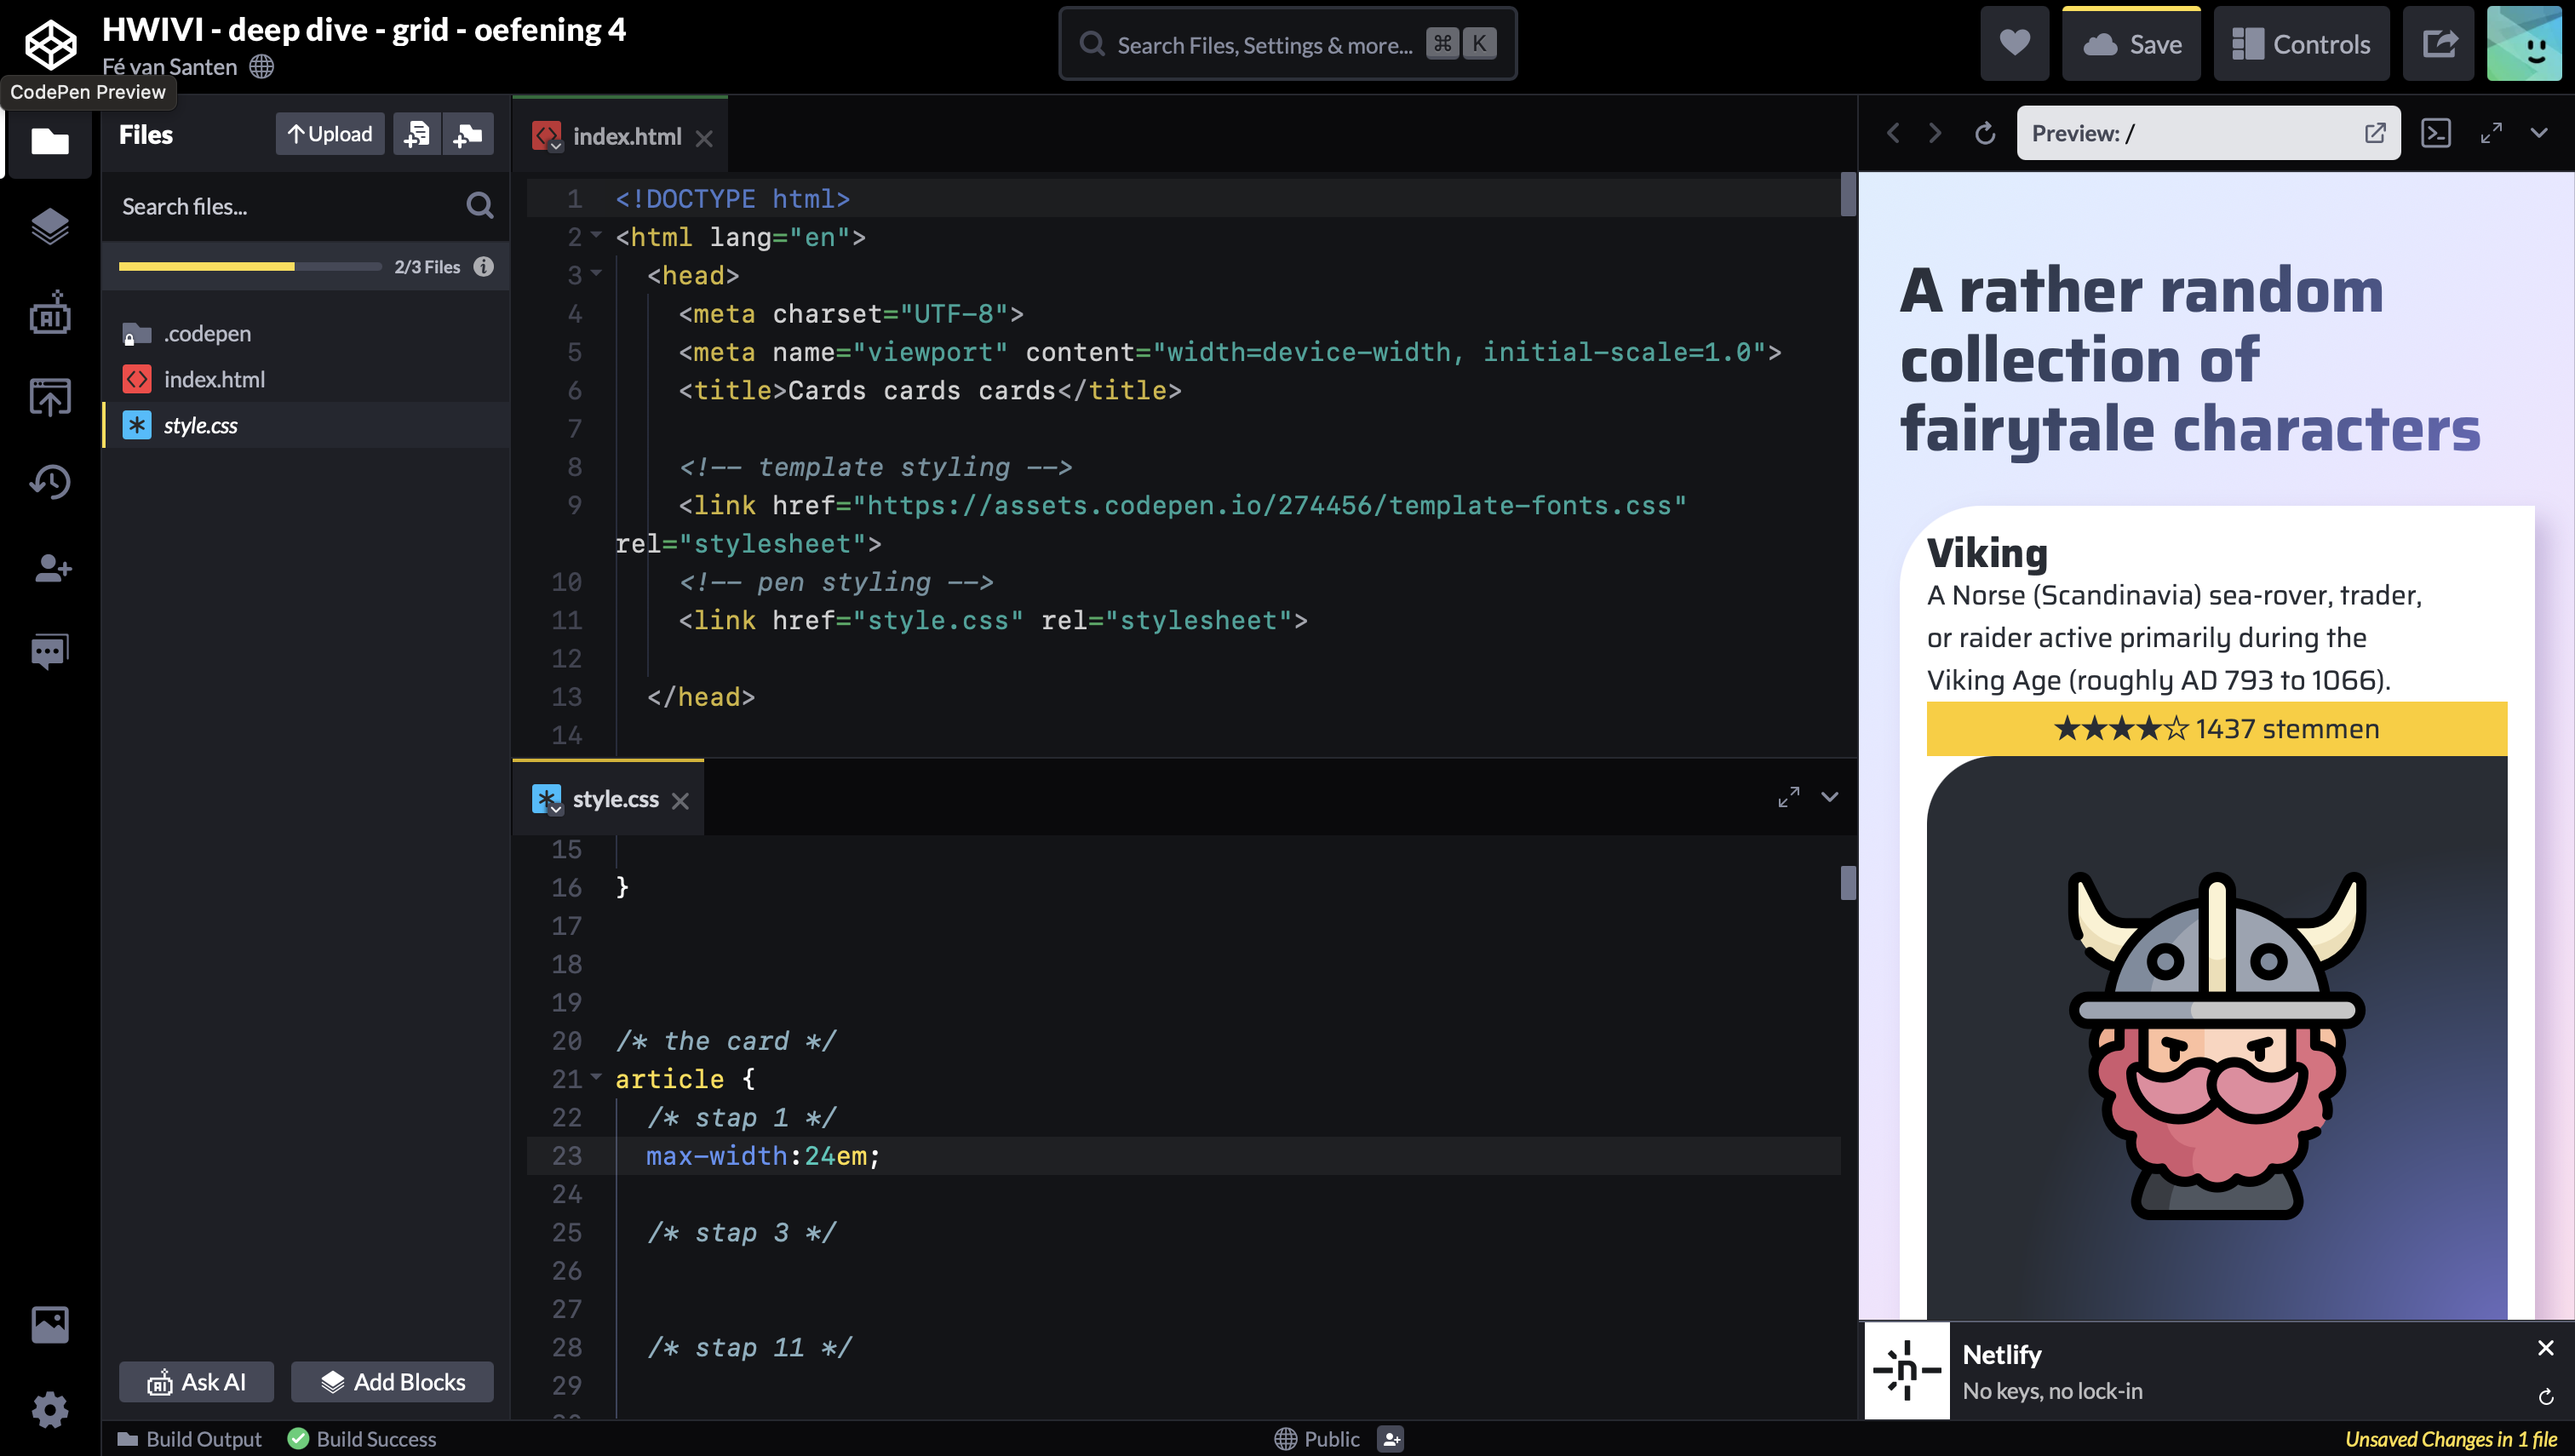 HWIVI - deep dive - grid - oefening 4
Fé van Santen
CodePen Preview
Search Files, Settings & more... ⌘ K
Save
Controls
Files
Upload
Search files...
2/3 Files
.codepen
index.html
style.css
Ask AI
Add Blocks
index.html
1 <!DOCTYPE html>
2 <html lang="en">
3 <head>
4 <meta charset="UTF-8">
5 <meta name="viewport" content="width=device-width, initial-scale=1.0">
6 <title>Cards cards cards</title>
7
8 <!-- template styling -->
9 <link href="https://assets.codepen.io/274456/template-fonts.css"
rel="stylesheet">
10 <!-- pen styling -->
11 <link href="style.css" rel="stylesheet">
12
13 </head>
14
style.css
15
16 }
17
18
19
20 /* the card */
21 article {
22 /* stap 1 */
23 max-width:24em;
24
25 /* stap 3 */
26
27
28 /* stap 11 */
29
Preview: /
A rather random
collection of
fairytale characters
Viking
A Norse (Scandinavia) sea-rover, trader,
or raider active primarily during the
Viking Age (roughly AD 793 to 1066).
★★★★☆ 1437 stemmen
Netlify
No keys, no lock-in
Build Output
Build Success
Public
Unsaved Changes in 1 file